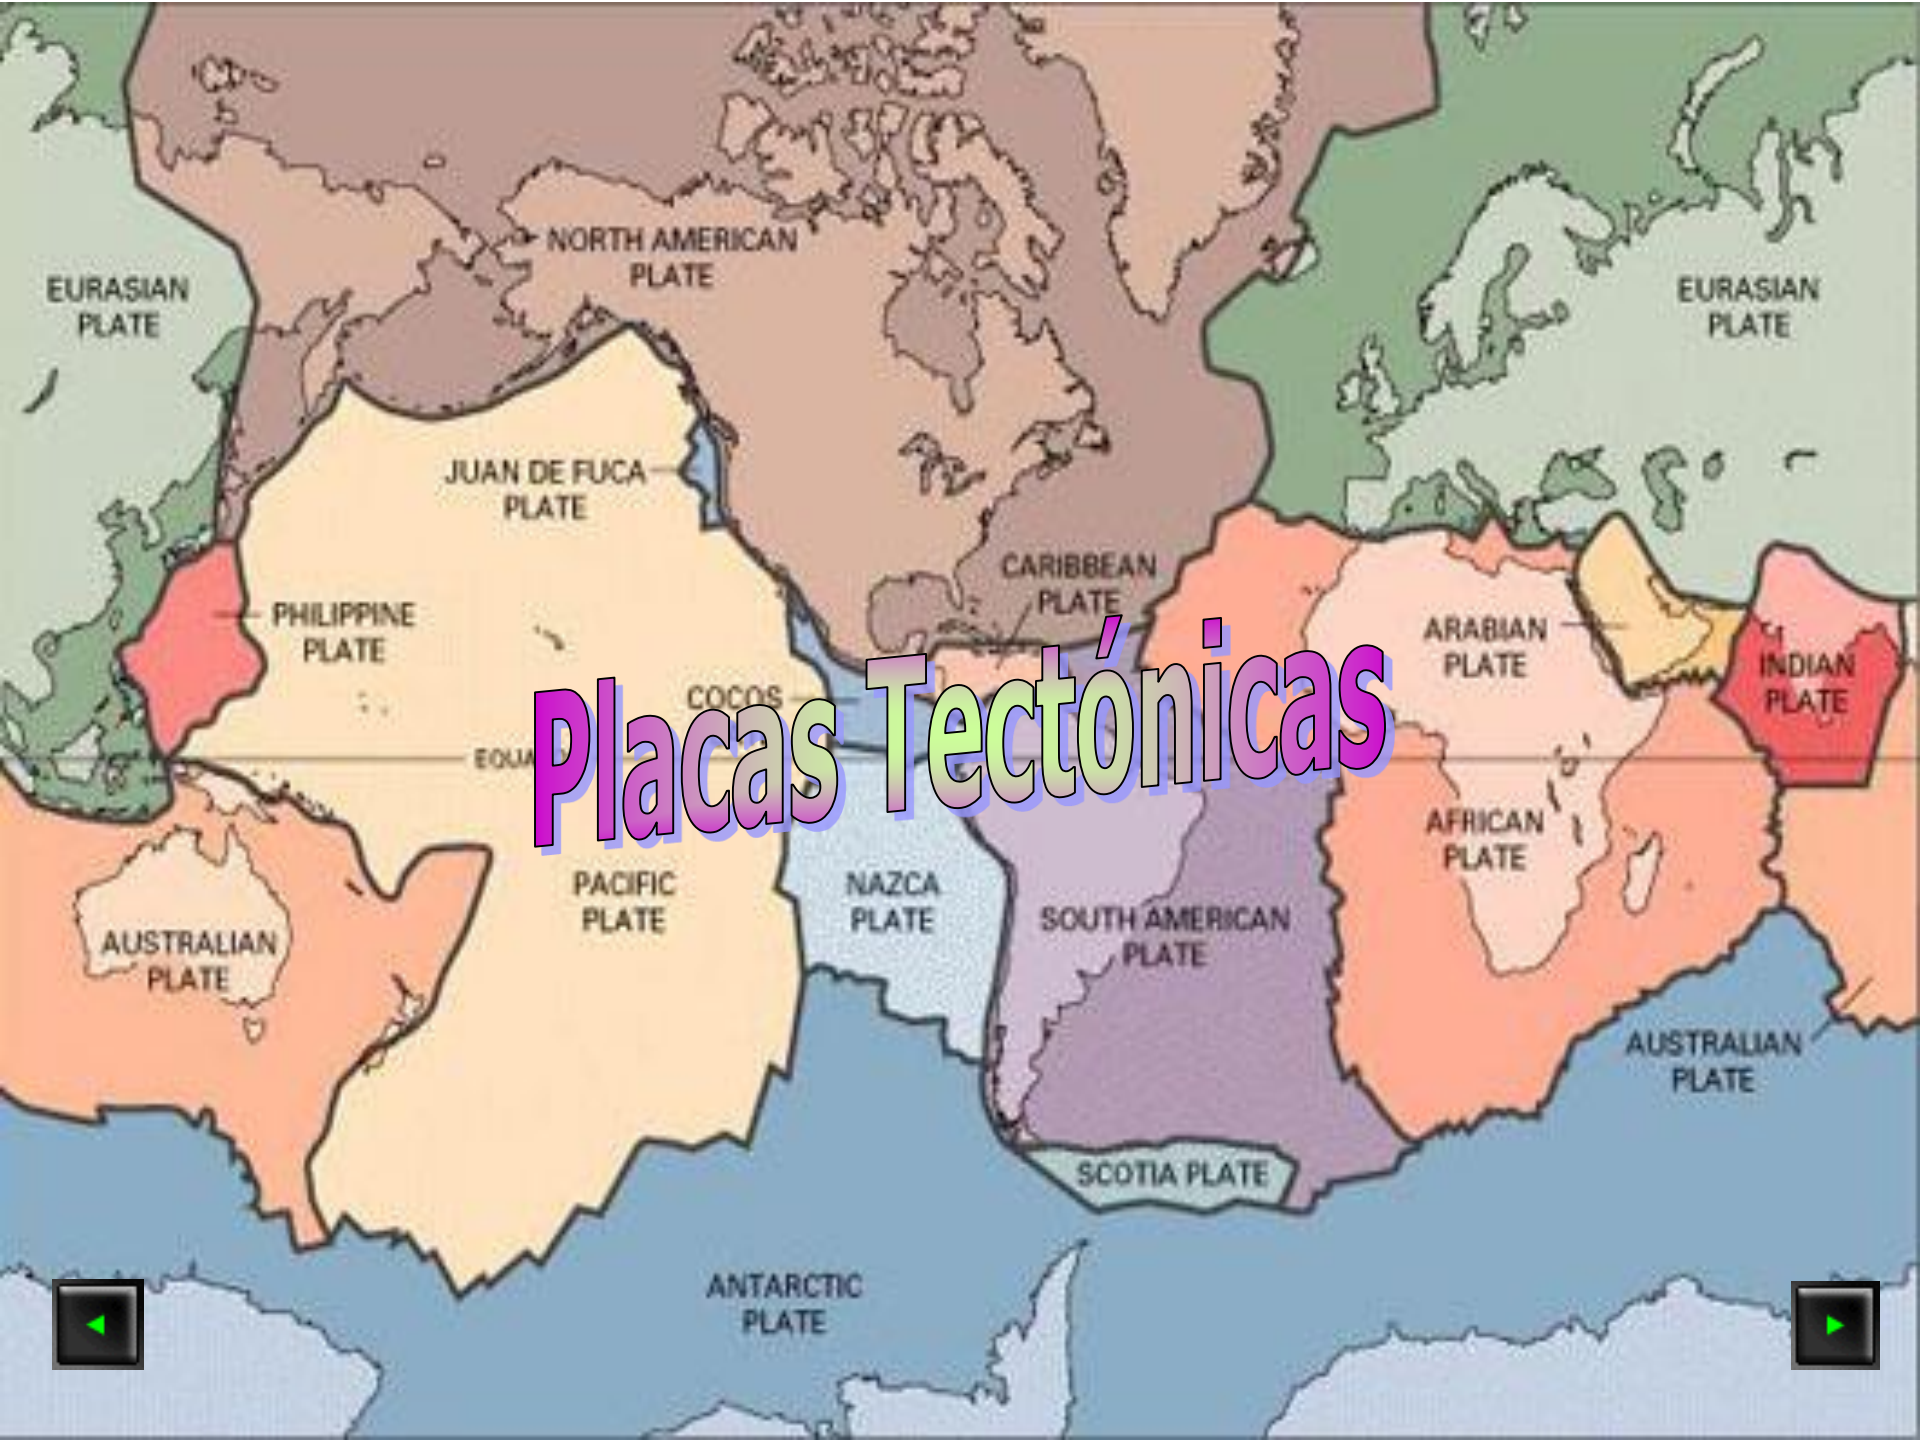 NORTH AMERICAN
PLATE
EURASIAN
PLATE
EURASIAN
PLATE
JUAN DE FUCA
PLATE
CARIBBEAN
PLATE
PHILIPPINE
PLATE
ARABIAN
PLATE
INDIAN
PLATE
COCOS
Placas Tectónicas
AFRICAN
PLATE
PACIFIC
PLATE
NAZCA
PLATE
SOUTH AMERICAN
PLATE
AUSTRALIAN
PLATE
AUSTRALIAN
PLATE
SCOTIA PLATE
ANTARCTIC
PLATE